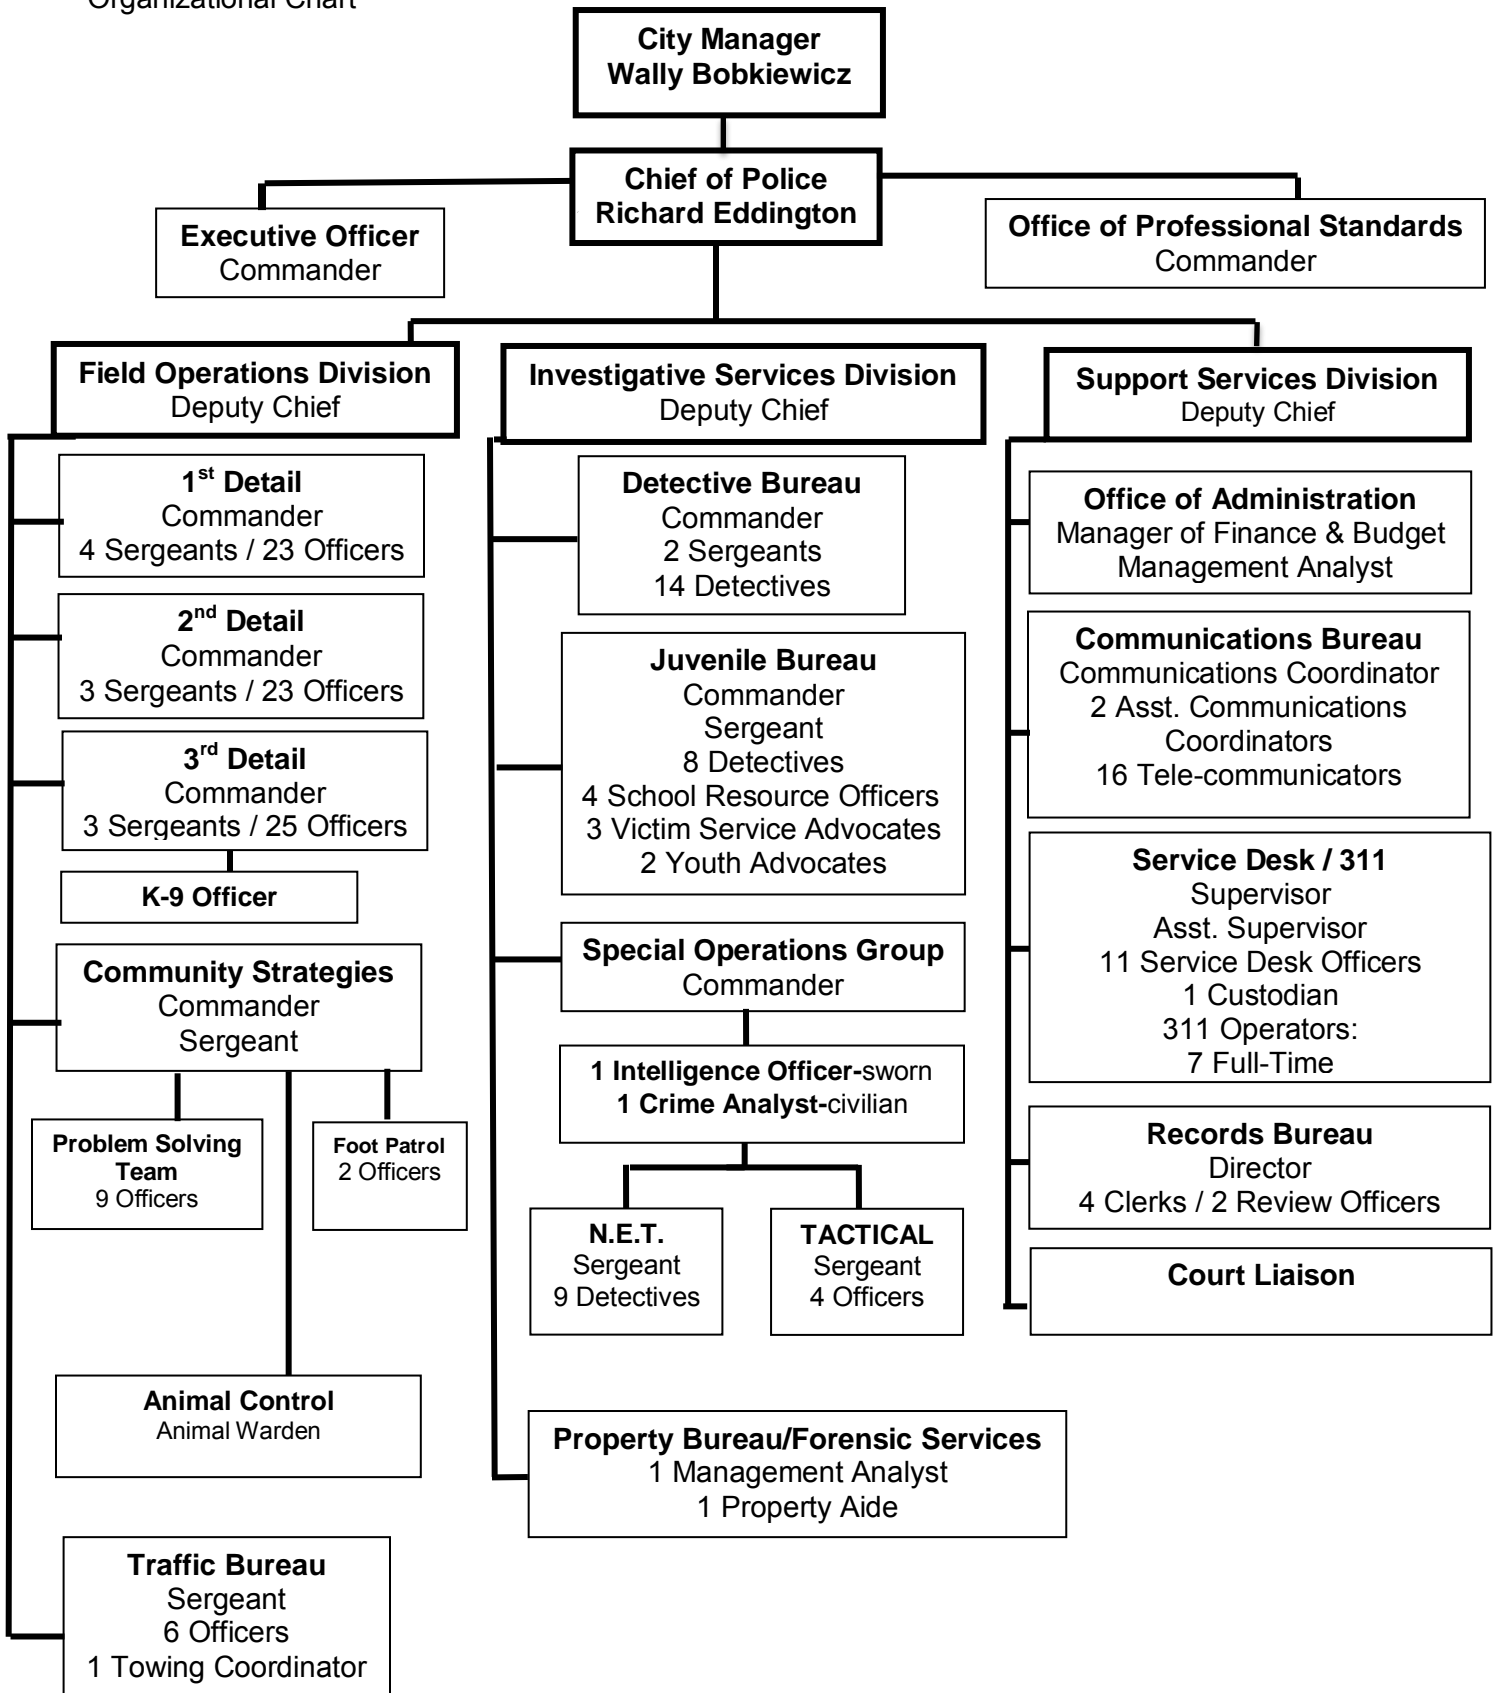 Organizational Chart
City Manager
Wally Bobkiewicz
Chief of Police
Richard Eddington
Executive Officer
Commander
Office of Professional Standards
Commander
Field Operations Division
Deputy Chief
1st Detail
Commander
4 Sergeants / 23 Officers
2nd Detail
Commander
3 Sergeants / 23 Officers
3rd Detail
Commander
3 Sergeants / 25 Officers
K-9 Officer
Community Strategies
Commander
Sergeant
Problem Solving
Team
9 Officers
Foot Patrol
2 Officers
Animal Control
Animal Warden
Traffic Bureau
Sergeant
6 Officers
1 Towing Coordinator
Investigative Services Division
Deputy Chief
Detective Bureau
Commander
2 Sergeants
14 Detectives
Juvenile Bureau
Commander
Sergeant
8 Detectives
4 School Resource Officers
3 Victim Service Advocates
2 Youth Advocates
Special Operations Group
Commander
1 Intelligence Officer-sworn
1 Crime Analyst-civilian
N.E.T.
Sergeant
9 Detectives
TACTICAL
Sergeant
4 Officers
Property Bureau/Forensic Services
1 Management Analyst
1 Property Aide
Support Services Division
Deputy Chief
Office of Administration
Manager of Finance & Budget
Management Analyst
Communications Bureau
Communications Coordinator
2 Asst. Communications
Coordinators
16 Tele-communicators
Service Desk / 311
Supervisor
Asst. Supervisor
11 Service Desk Officers
1 Custodian
311 Operators:
7 Full-Time
Records Bureau
Director
4 Clerks / 2 Review Officers
Court Liaison